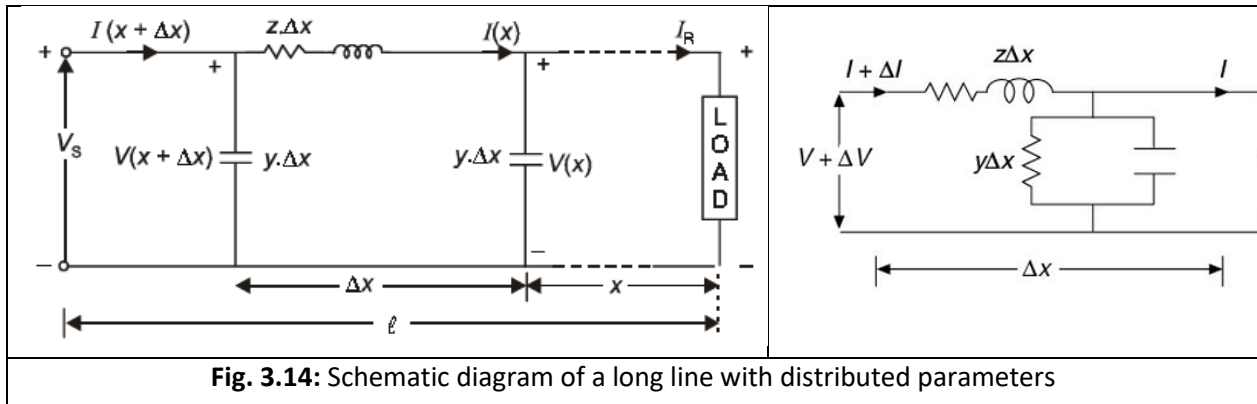 I (x + Δx)
z.Δx
I(x)
I_R
+
+
+
+
V_S
V(x + Δx)
y.Δx
y.Δx
V(x)
LOAD
−
−
−
Δx
x
ℓ
I + ΔI
zΔx
I
V + ΔV
yΔx
Δx
Fig. 3.14: Schematic diagram of a long line with distributed parameters